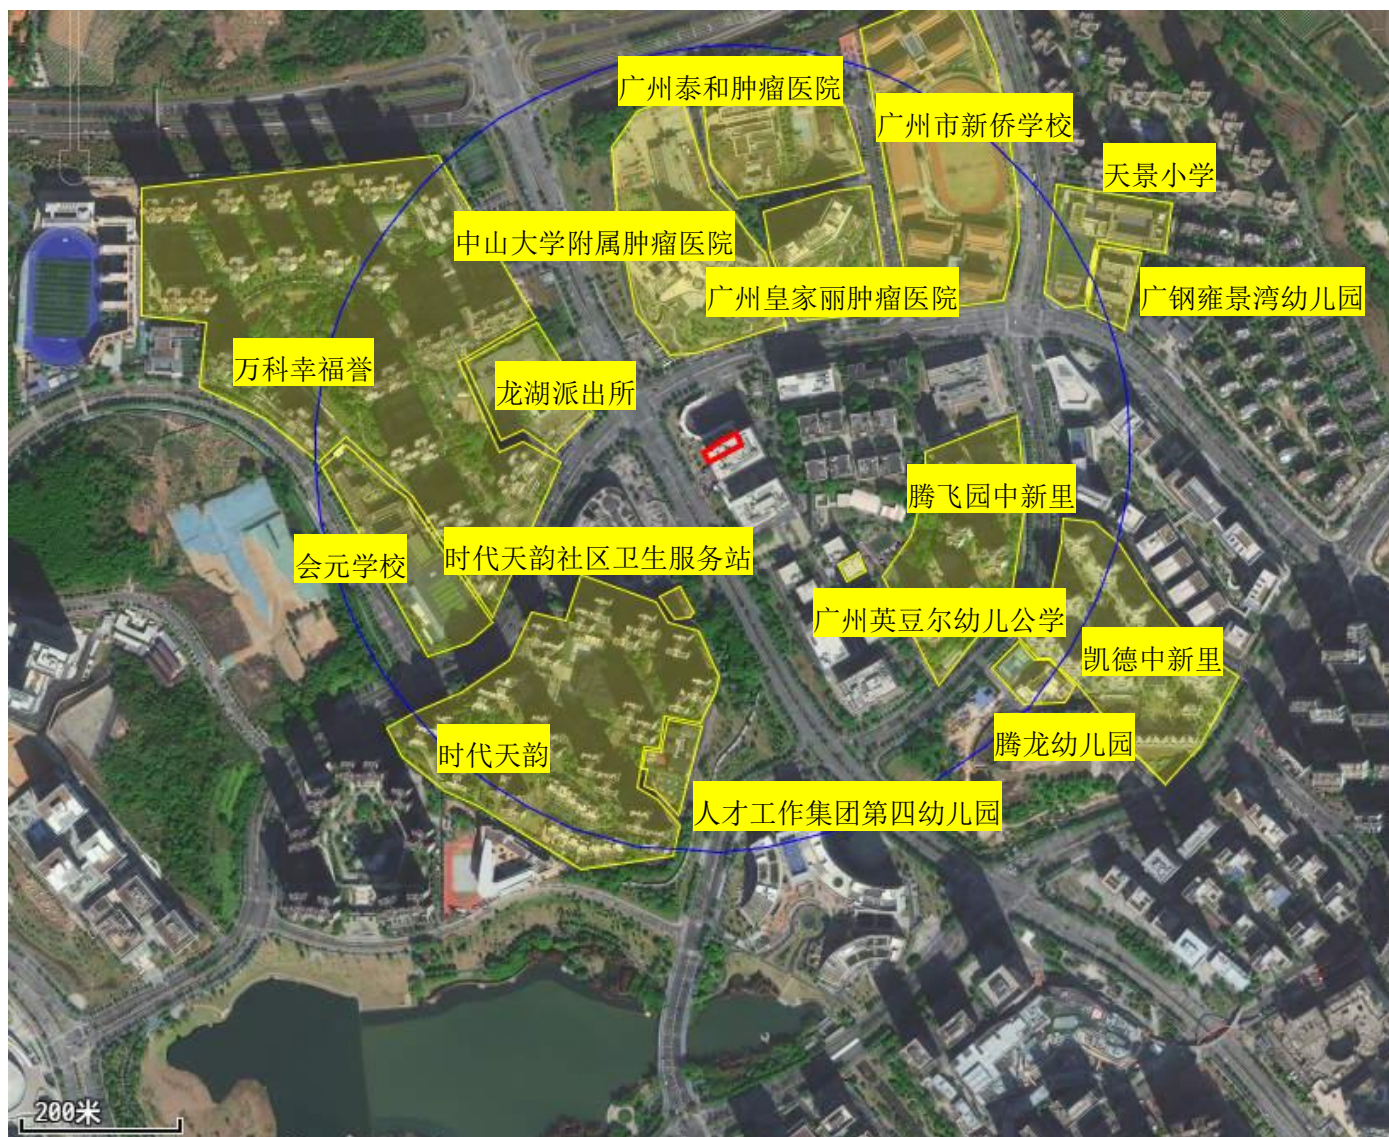 广州泰和肿瘤医院
广州市新侨学校
天景小学
中山大学附属肿瘤医院
广州皇家丽肿瘤医院
广钢雍景湾幼儿园
万科幸福誉
龙湖派出所
腾飞园中新里
会元学校
时代天韵社区卫生服务站
广州英豆尔幼儿公学
凯德中新里
时代天韵
腾龙幼儿园
人才工作集团第四幼儿园
200米